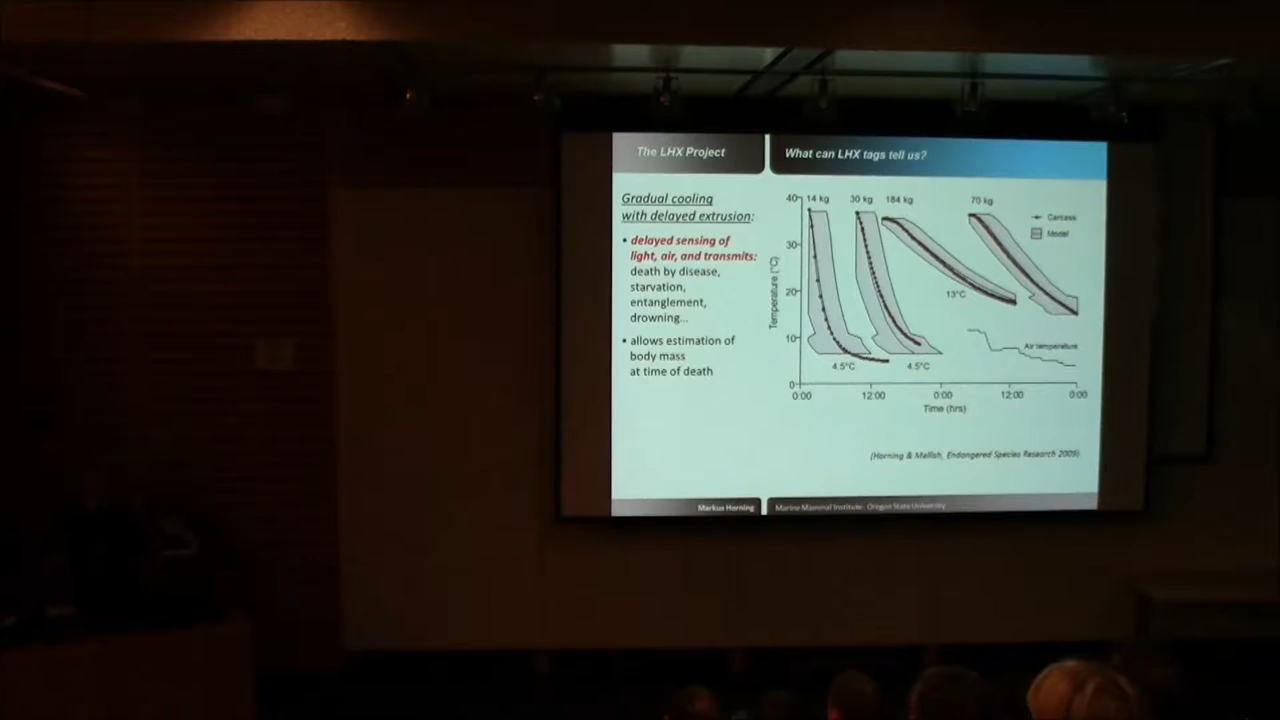 The LHX Project
What can LHX tags tell us?
Gradual cooling
with delayed extrusion:
• delayed sensing of
light, air, and transmits:
death by disease,
starvation,
entanglement,
drowning...
• allows estimation of
body mass
at time of death
40 14 kg 30 kg 184 kg 70 kg
Carcass
Model
30
20
10
0
Temperature (°C)
13°C
Air temperature
4.5°C 4.5°C
0:00 12:00 0:00 12:00 0:00
Time (hrs)
(Horning & Mellish, Endangered Species Research 2009)
Markus Horning
Marine Mammal Institute - Oregon State University